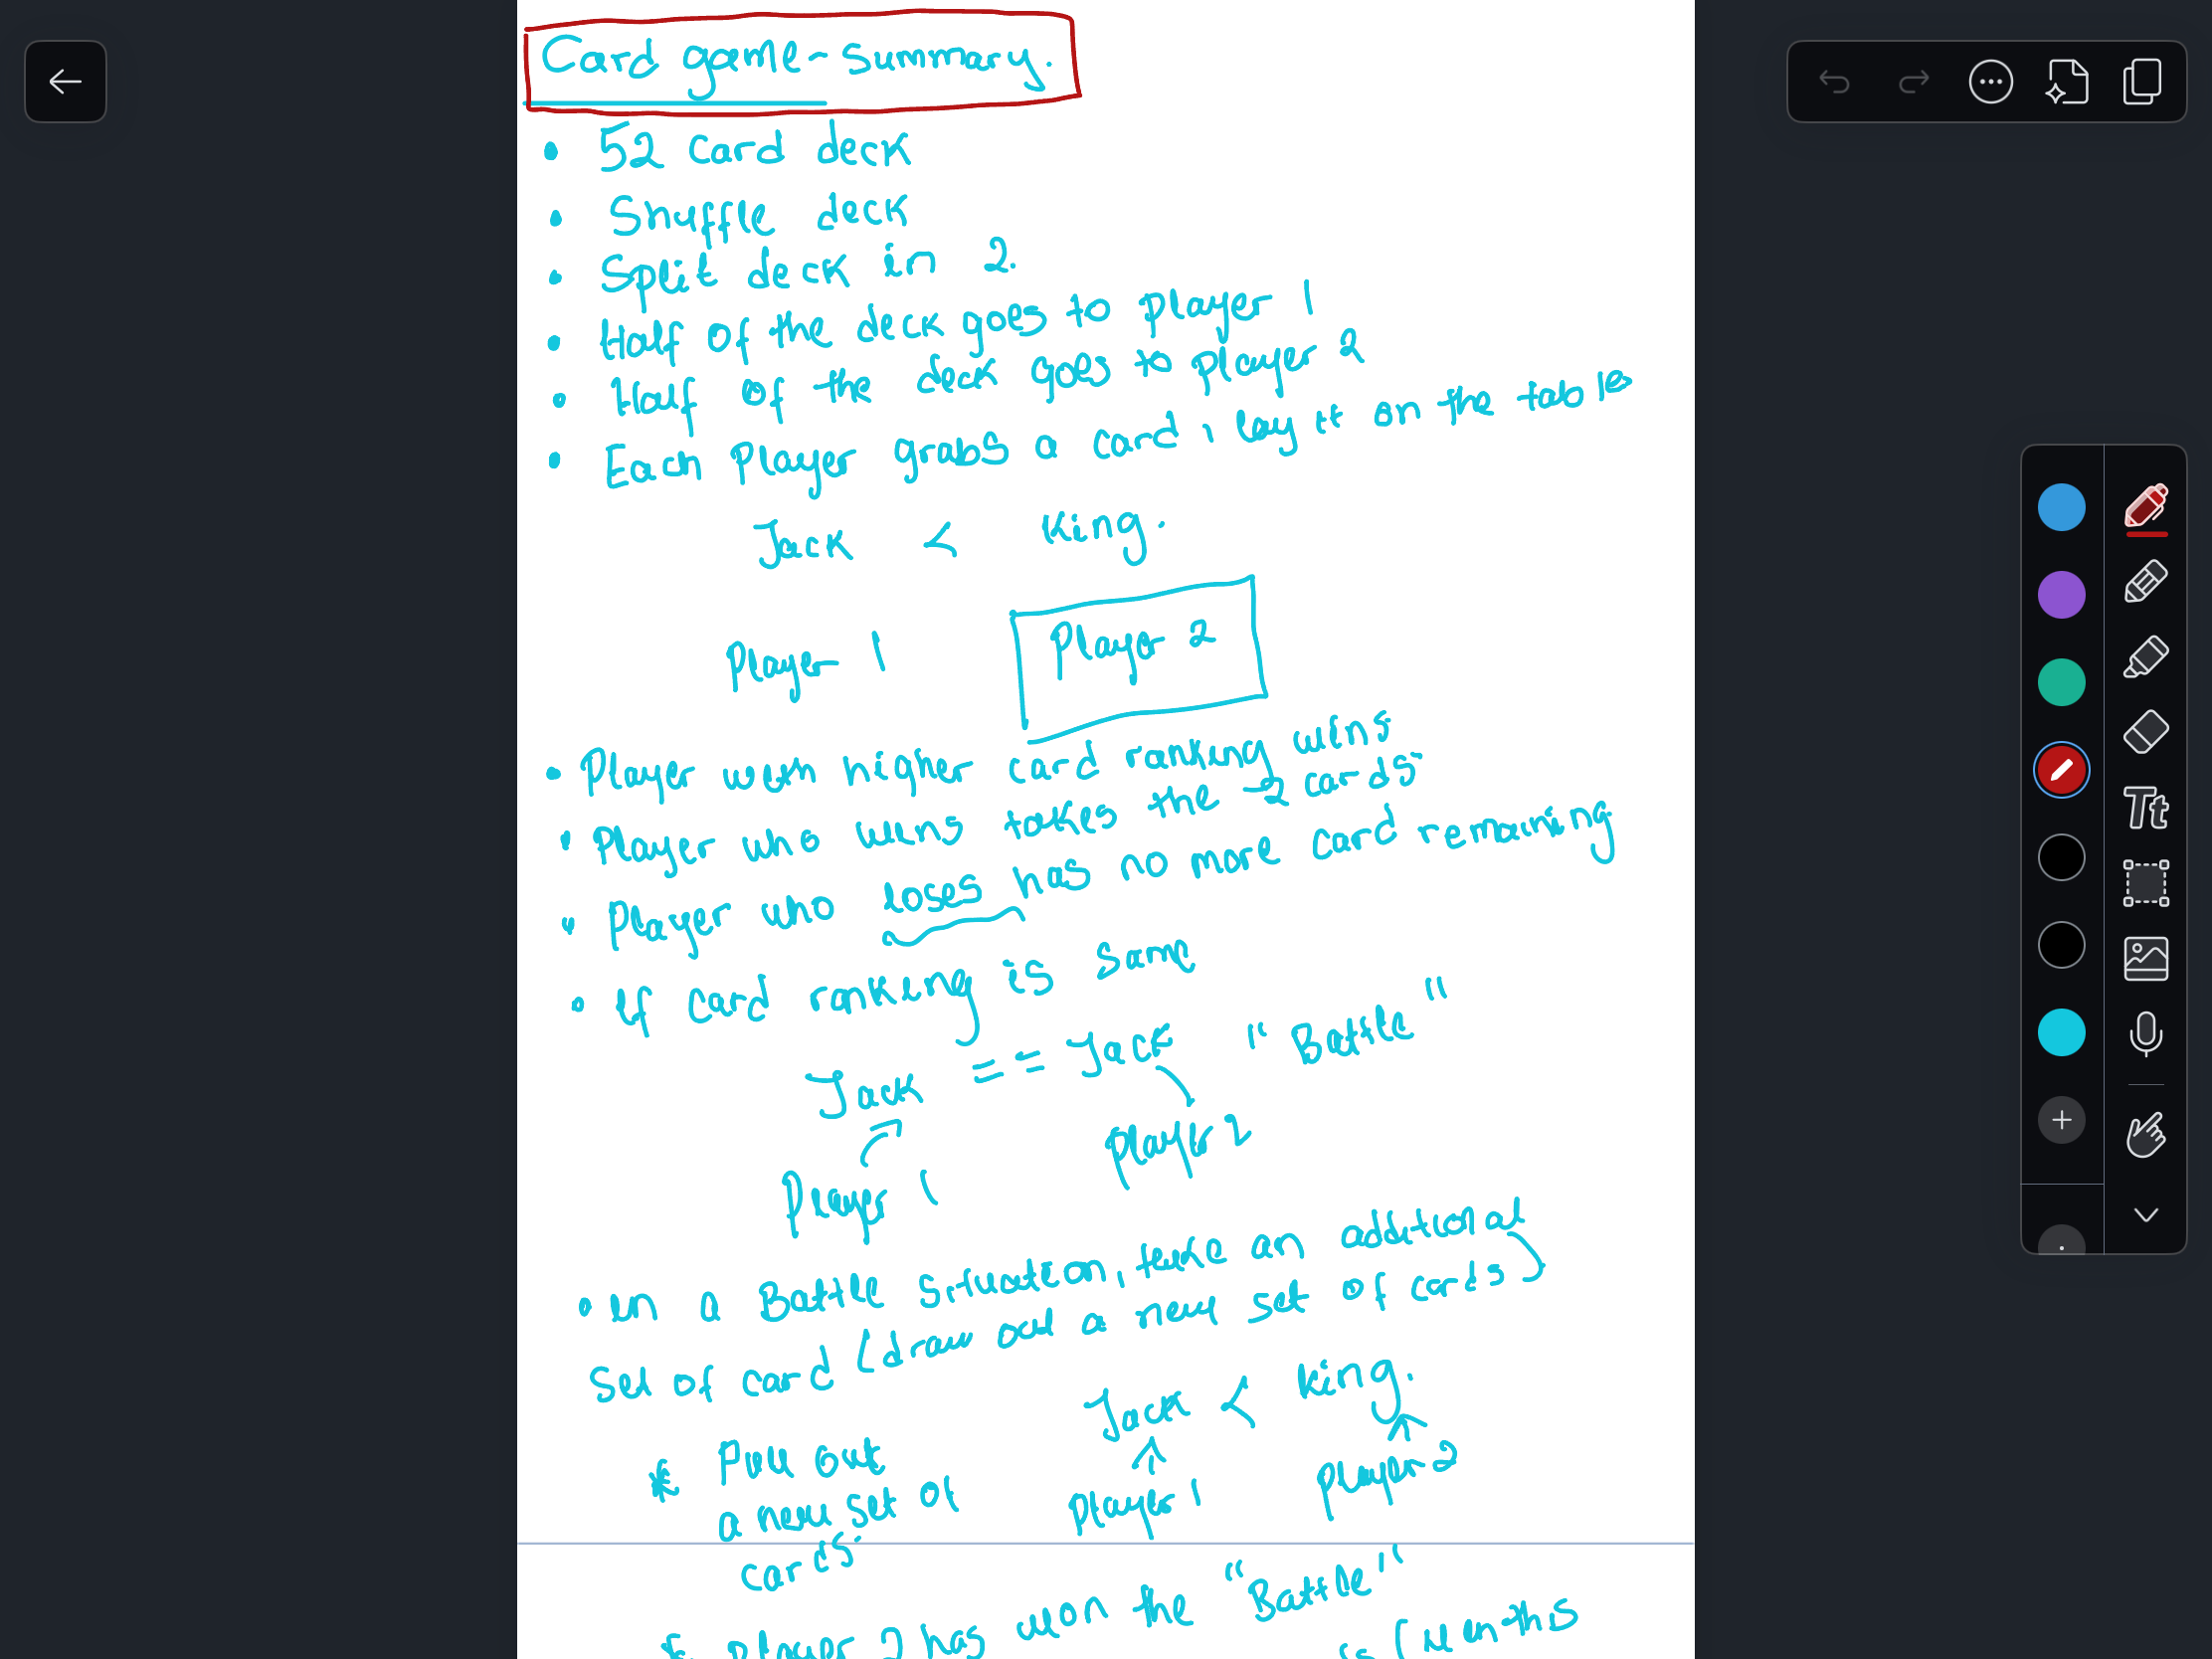 Card game - Summary.
• 52 card deck
• Shuffle deck
• Split deck in 2.
• Half of the deck goes to player 1
• Half of the deck goes to player 2
• Each player grabs a card, lay it on the table
Jack < King.
Player 1 Player 2
• Player with higher card ranking wins
• Player who wins takes the 2 cards
• Player who loses has no more card remaining
• If card ranking is same
Jack == Jack "Battle"
Player 1 player 2
• in a Battle situation, take an additional
set of card (draw out a new set of cards)
Jack < King.
* Pull out
a new set of
cards.
player 1 player 2
* Player 2 has won the "Battle"
is (in this
Tt